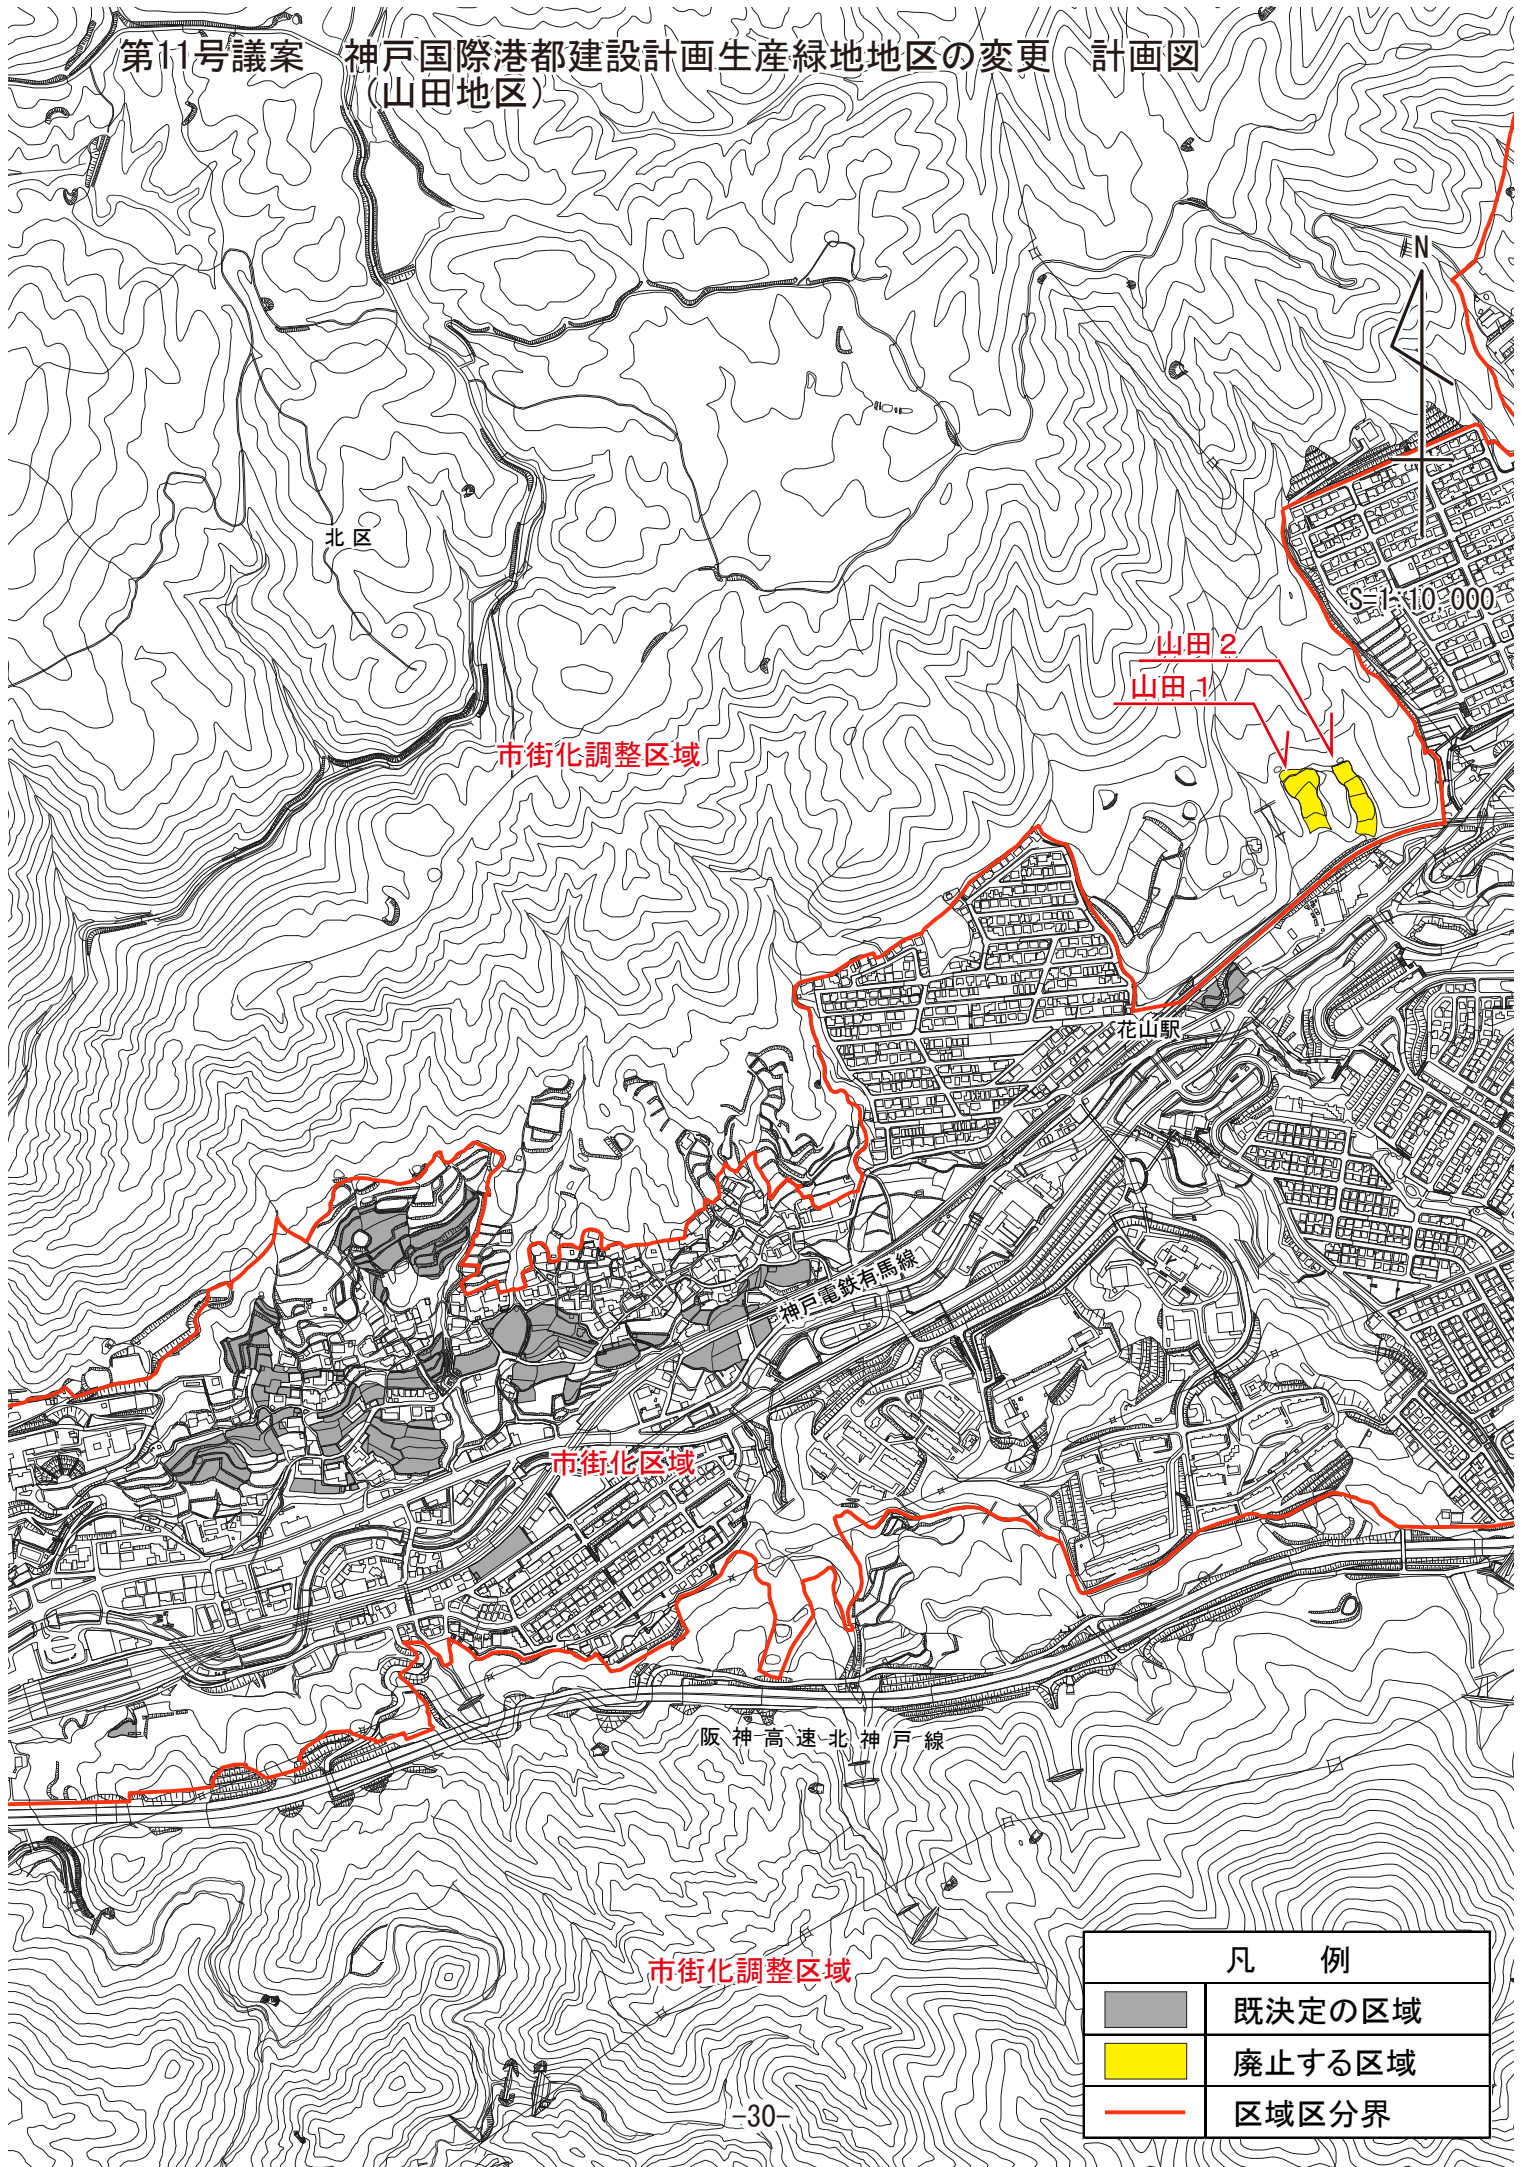 第11号議案　神戸国際港都建設計画生産緑地地区の変更　計画図
（山田地区）
N
北区
S=1:10,000
山田２
山田１
市街化調整区域
花山駅
神戸電鉄有馬線
市街化区域
阪神高速北神戸線
市街化調整区域
凡　例
既決定の区域
廃止する区域
区域区分界
-30-